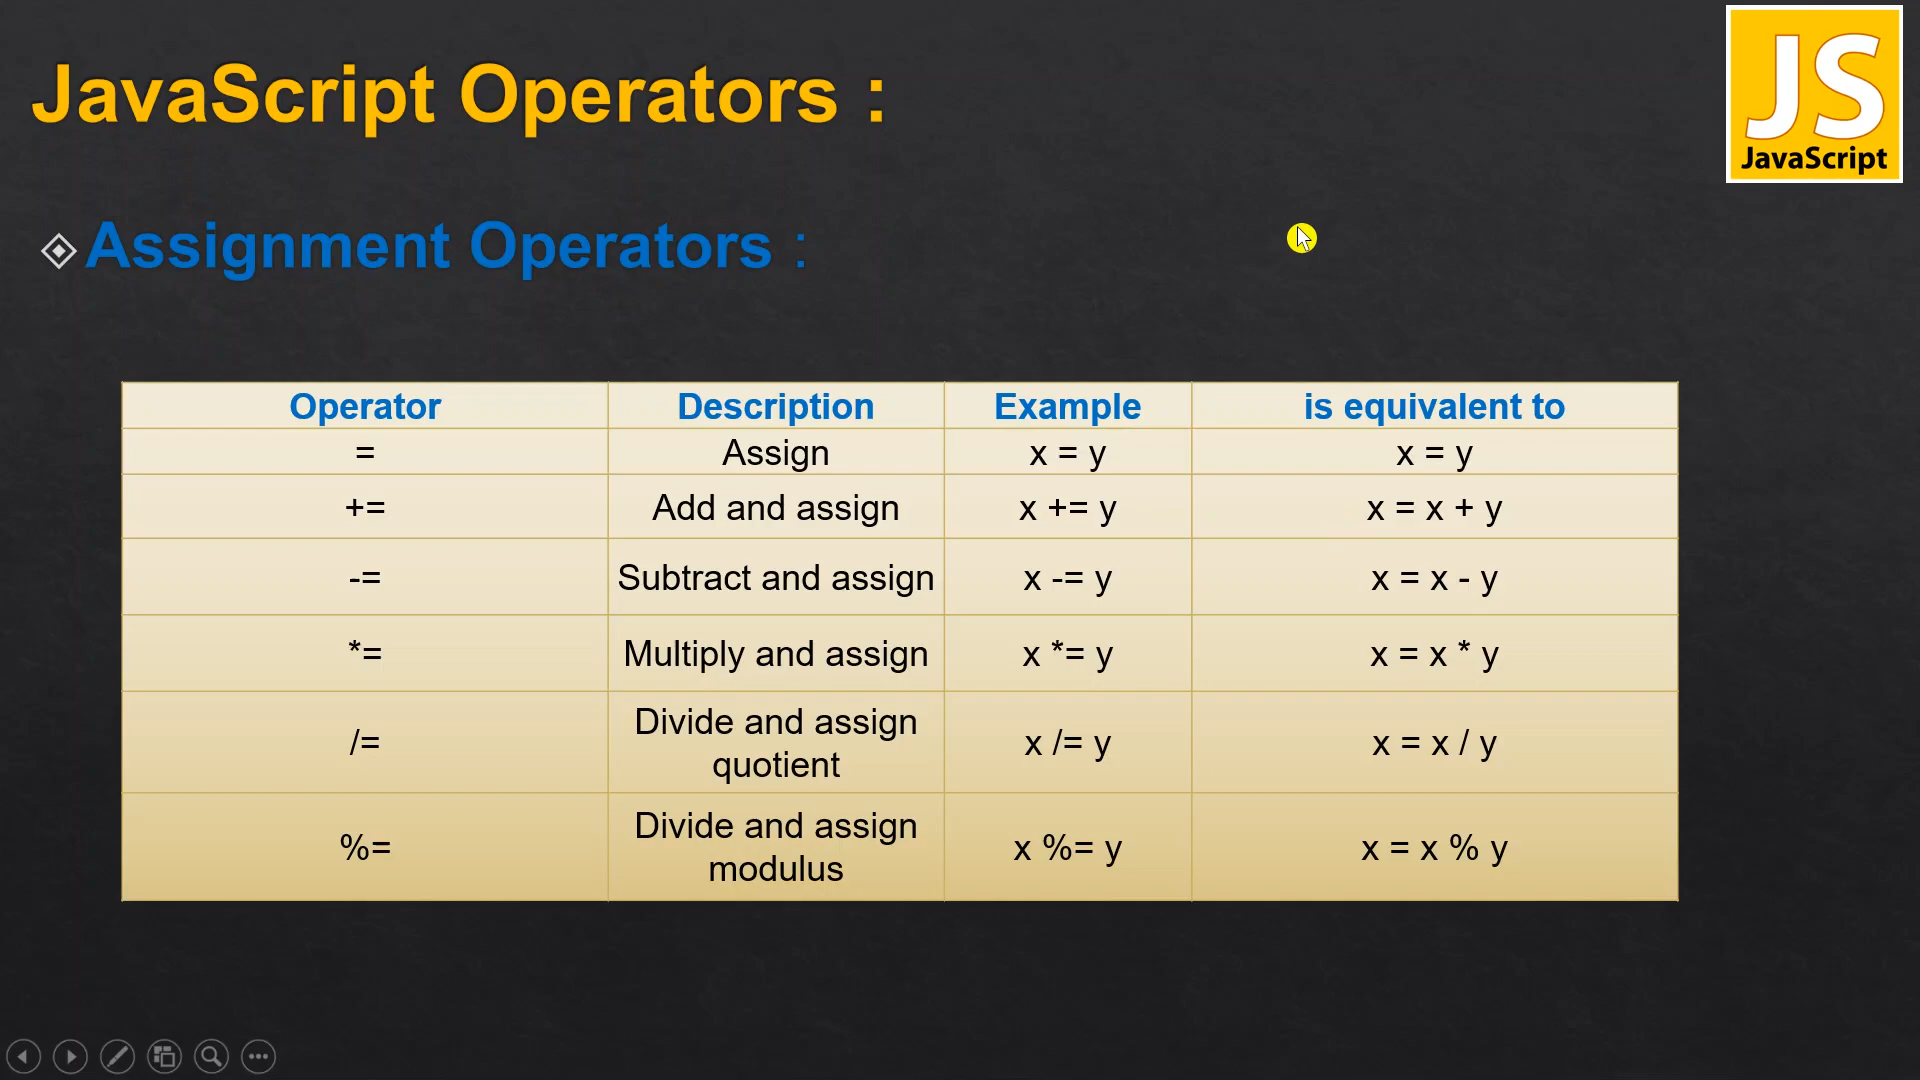 JavaScript Operators :
JS
JavaScript
Assignment Operators :
Operator Description Example is equivalent to
= Assign x = y x = y
+= Add and assign x += y x = x + y
-= Subtract and assign x -= y x = x - y
*= Multiply and assign x *= y x = x * y
/= Divide and assign quotient x /= y x = x / y
%= Divide and assign modulus x %= y x = x % y